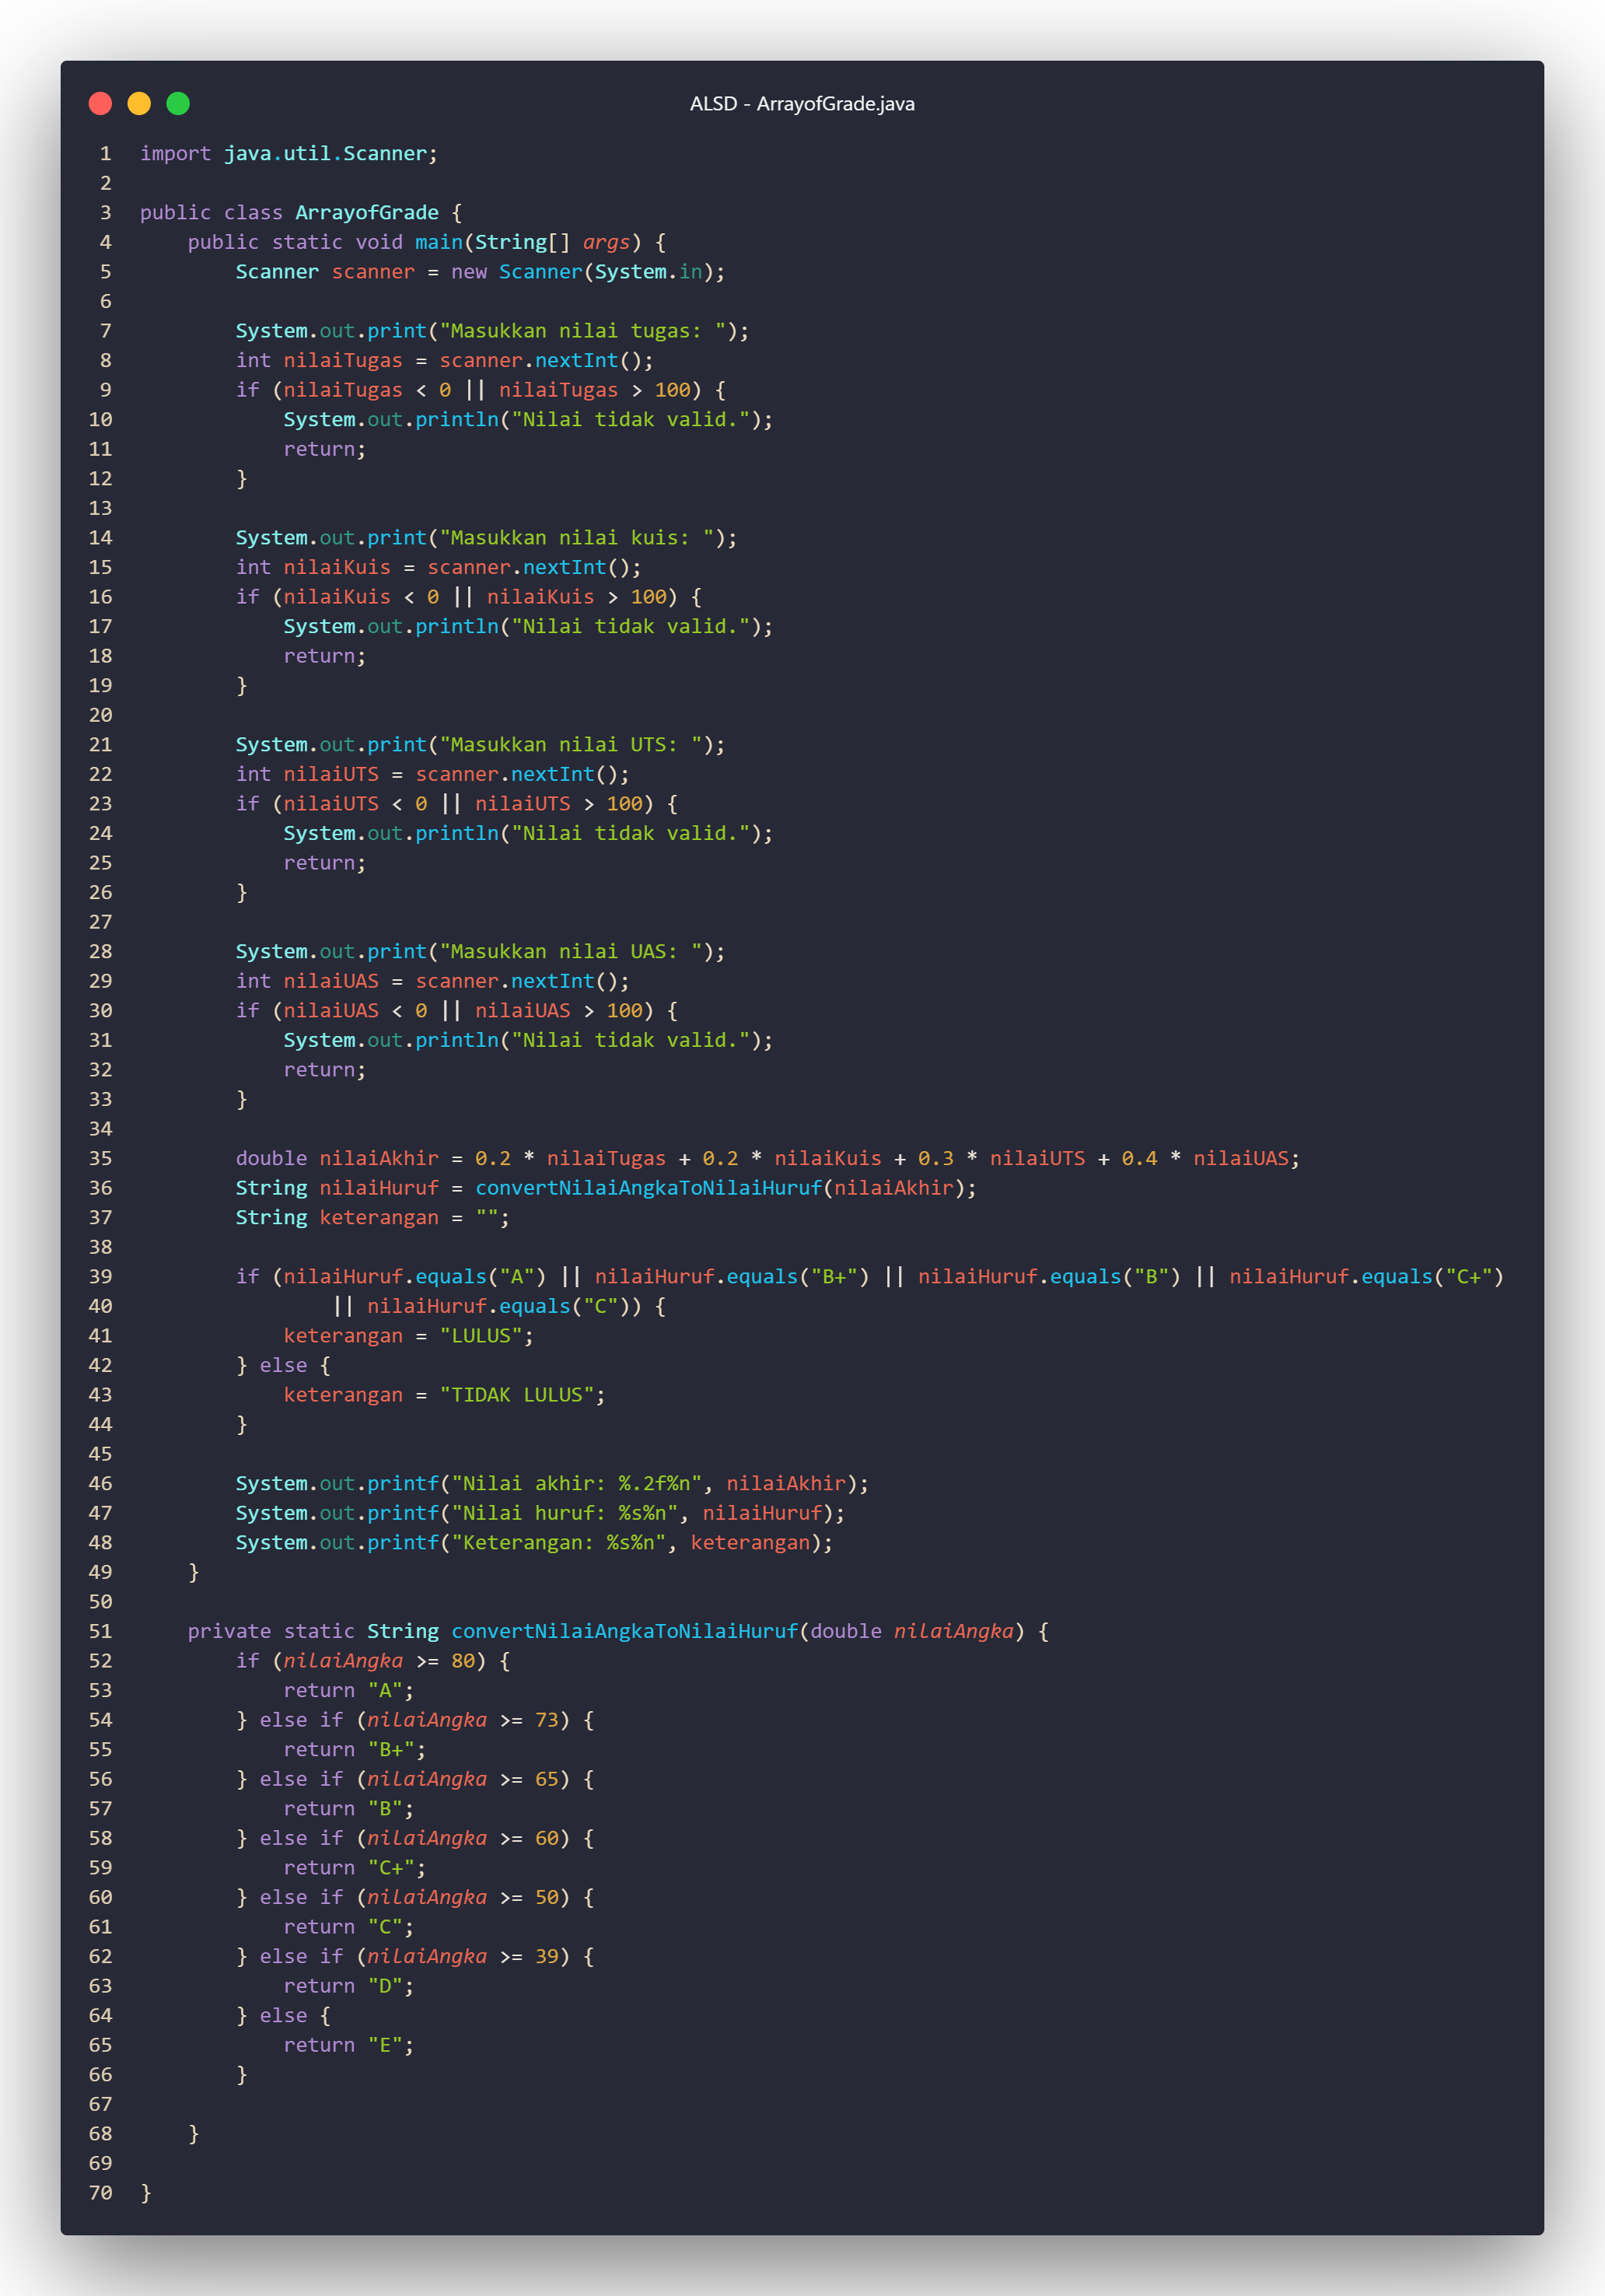 ALSD - ArrayofGrade.java
1 import java.util.Scanner;
2
3 public class ArrayofGrade {
4     public static void main(String[] args) {
5         Scanner scanner = new Scanner(System.in);
6
7         System.out.print("Masukkan nilai tugas: ");
8         int nilaiTugas = scanner.nextInt();
9         if (nilaiTugas < 0 || nilaiTugas > 100) {
10             System.out.println("Nilai tidak valid.");
11             return;
12         }
13
14         System.out.print("Masukkan nilai kuis: ");
15         int nilaiKuis = scanner.nextInt();
16         if (nilaiKuis < 0 || nilaiKuis > 100) {
17             System.out.println("Nilai tidak valid.");
18             return;
19         }
20
21         System.out.print("Masukkan nilai UTS: ");
22         int nilaiUTS = scanner.nextInt();
23         if (nilaiUTS < 0 || nilaiUTS > 100) {
24             System.out.println("Nilai tidak valid.");
25             return;
26         }
27
28         System.out.print("Masukkan nilai UAS: ");
29         int nilaiUAS = scanner.nextInt();
30         if (nilaiUAS < 0 || nilaiUAS > 100) {
31             System.out.println("Nilai tidak valid.");
32             return;
33         }
34
35         double nilaiAkhir = 0.2 * nilaiTugas + 0.2 * nilaiKuis + 0.3 * nilaiUTS + 0.4 * nilaiUAS;
36         String nilaiHuruf = convertNilaiAngkaToNilaiHuruf(nilaiAkhir);
37         String keterangan = "";
38
39         if (nilaiHuruf.equals("A") || nilaiHuruf.equals("B+") || nilaiHuruf.equals("B") || nilaiHuruf.equals("C+")
40                 || nilaiHuruf.equals("C")) {
41             keterangan = "LULUS";
42         } else {
43             keterangan = "TIDAK LULUS";
44         }
45
46         System.out.printf("Nilai akhir: %.2f%n", nilaiAkhir);
47         System.out.printf("Nilai huruf: %s%n", nilaiHuruf);
48         System.out.printf("Keterangan: %s%n", keterangan);
49     }
50
51     private static String convertNilaiAngkaToNilaiHuruf(double nilaiAngka) {
52         if (nilaiAngka >= 80) {
53             return "A";
54         } else if (nilaiAngka >= 73) {
55             return "B+";
56         } else if (nilaiAngka >= 65) {
57             return "B";
58         } else if (nilaiAngka >= 60) {
59             return "C+";
60         } else if (nilaiAngka >= 50) {
61             return "C";
62         } else if (nilaiAngka >= 39) {
63             return "D";
64         } else {
65             return "E";
66         }
67
68     }
69
70 }